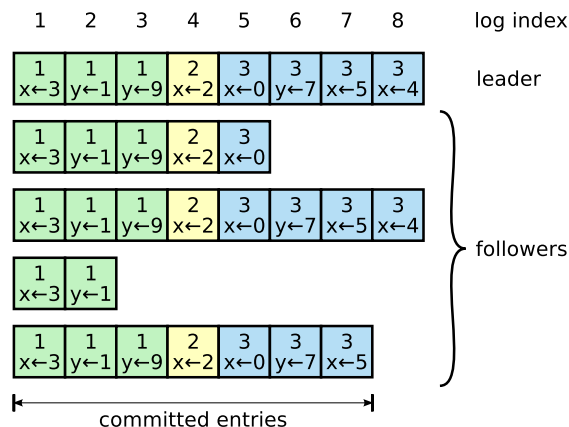 1 2 3 4 5 6 7 8 log index
1 1 1 2 3 3 3 3
x←3 y←1 y←9 x←2 x←0 y←7 x←5 x←4
leader
1 1 1 2 3
x←3 y←1 y←9 x←2 x←0
1 1 1 2 3 3 3 3
x←3 y←1 y←9 x←2 x←0 y←7 x←5 x←4
followers
1 1
x←3 y←1
1 1 1 2 3 3 3
x←3 y←1 y←9 x←2 x←0 y←7 x←5
committed entries